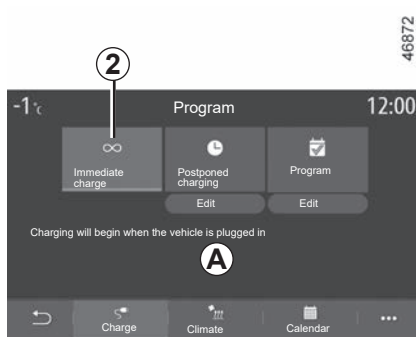 46872
2
-1 °c
Program
12:00
Immediate
charge
Postponed
charging
Program
Edit
Edit
Charging will begin when the vehicle is plugged in
A
Charge
Climate
Calendar